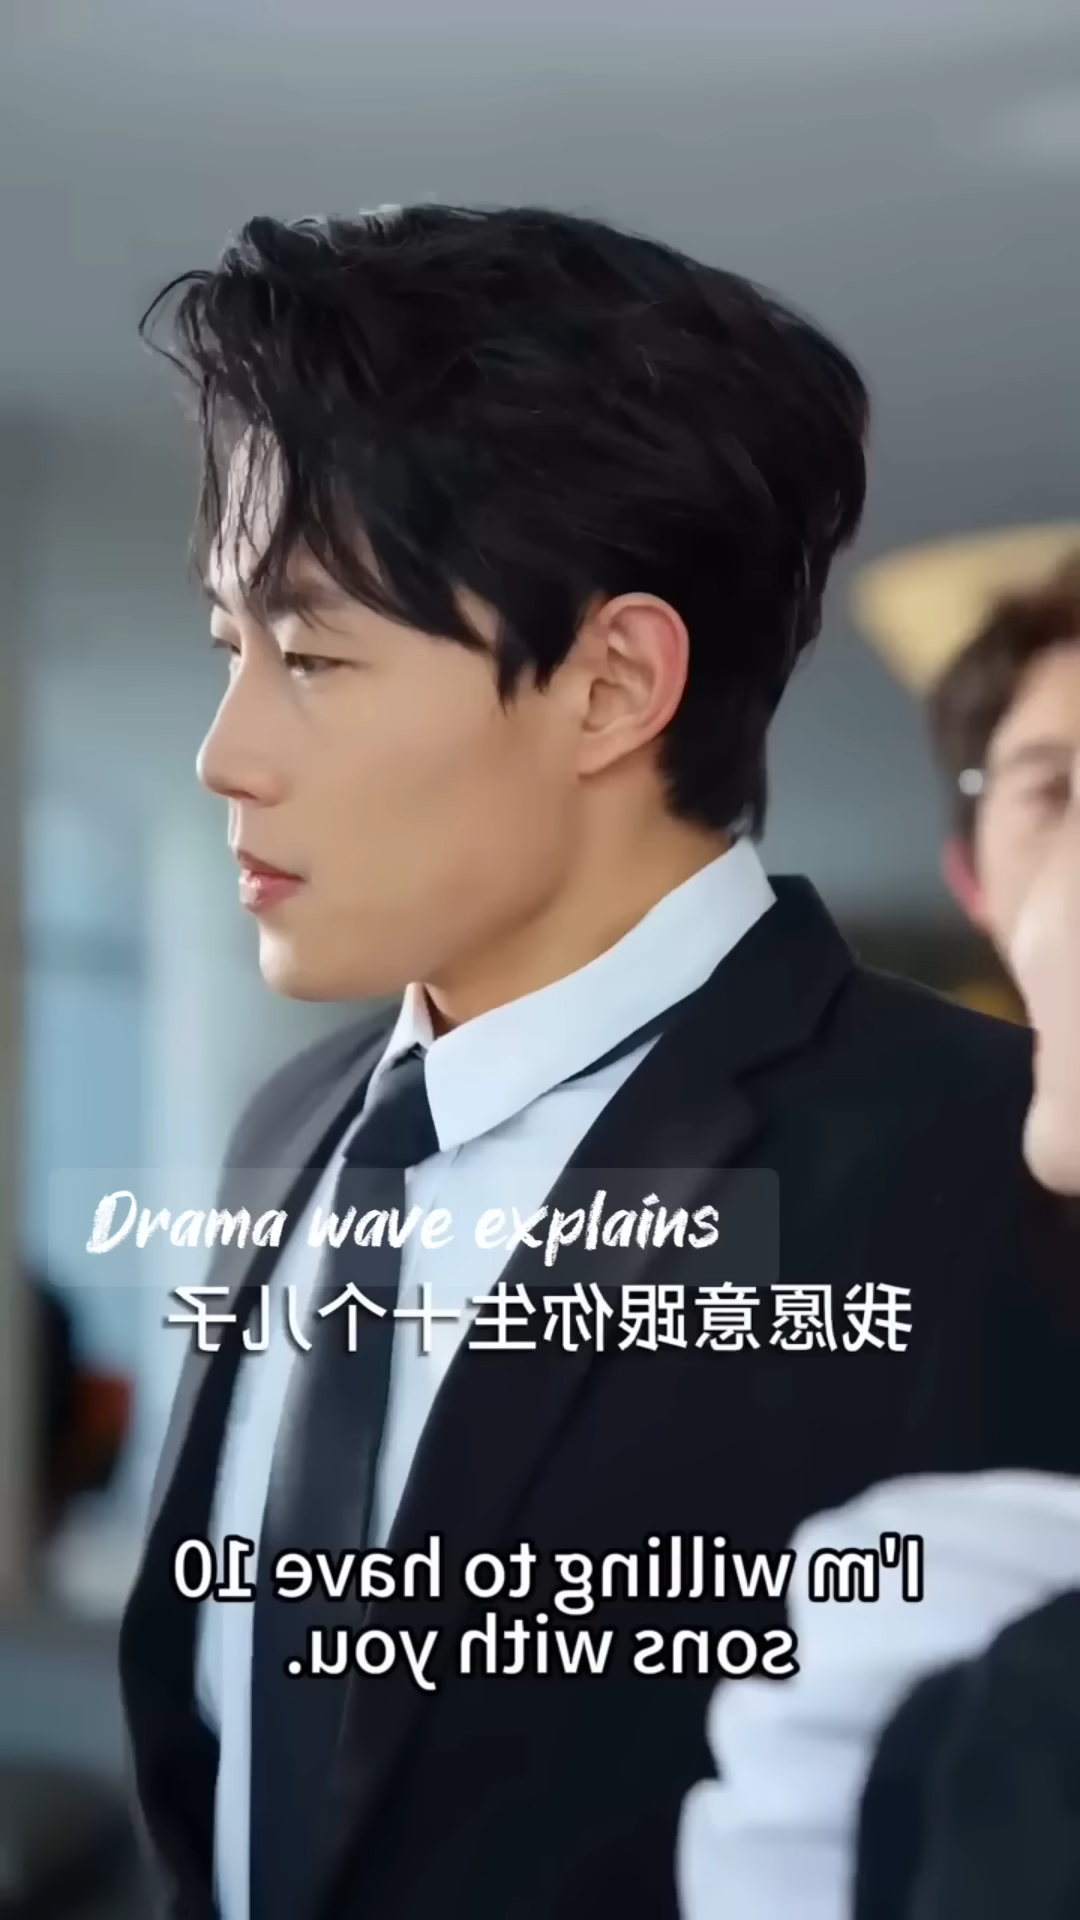 Drama wave explains
我愿意跟你生十个儿子
I'm willing to have 10
sons with you.